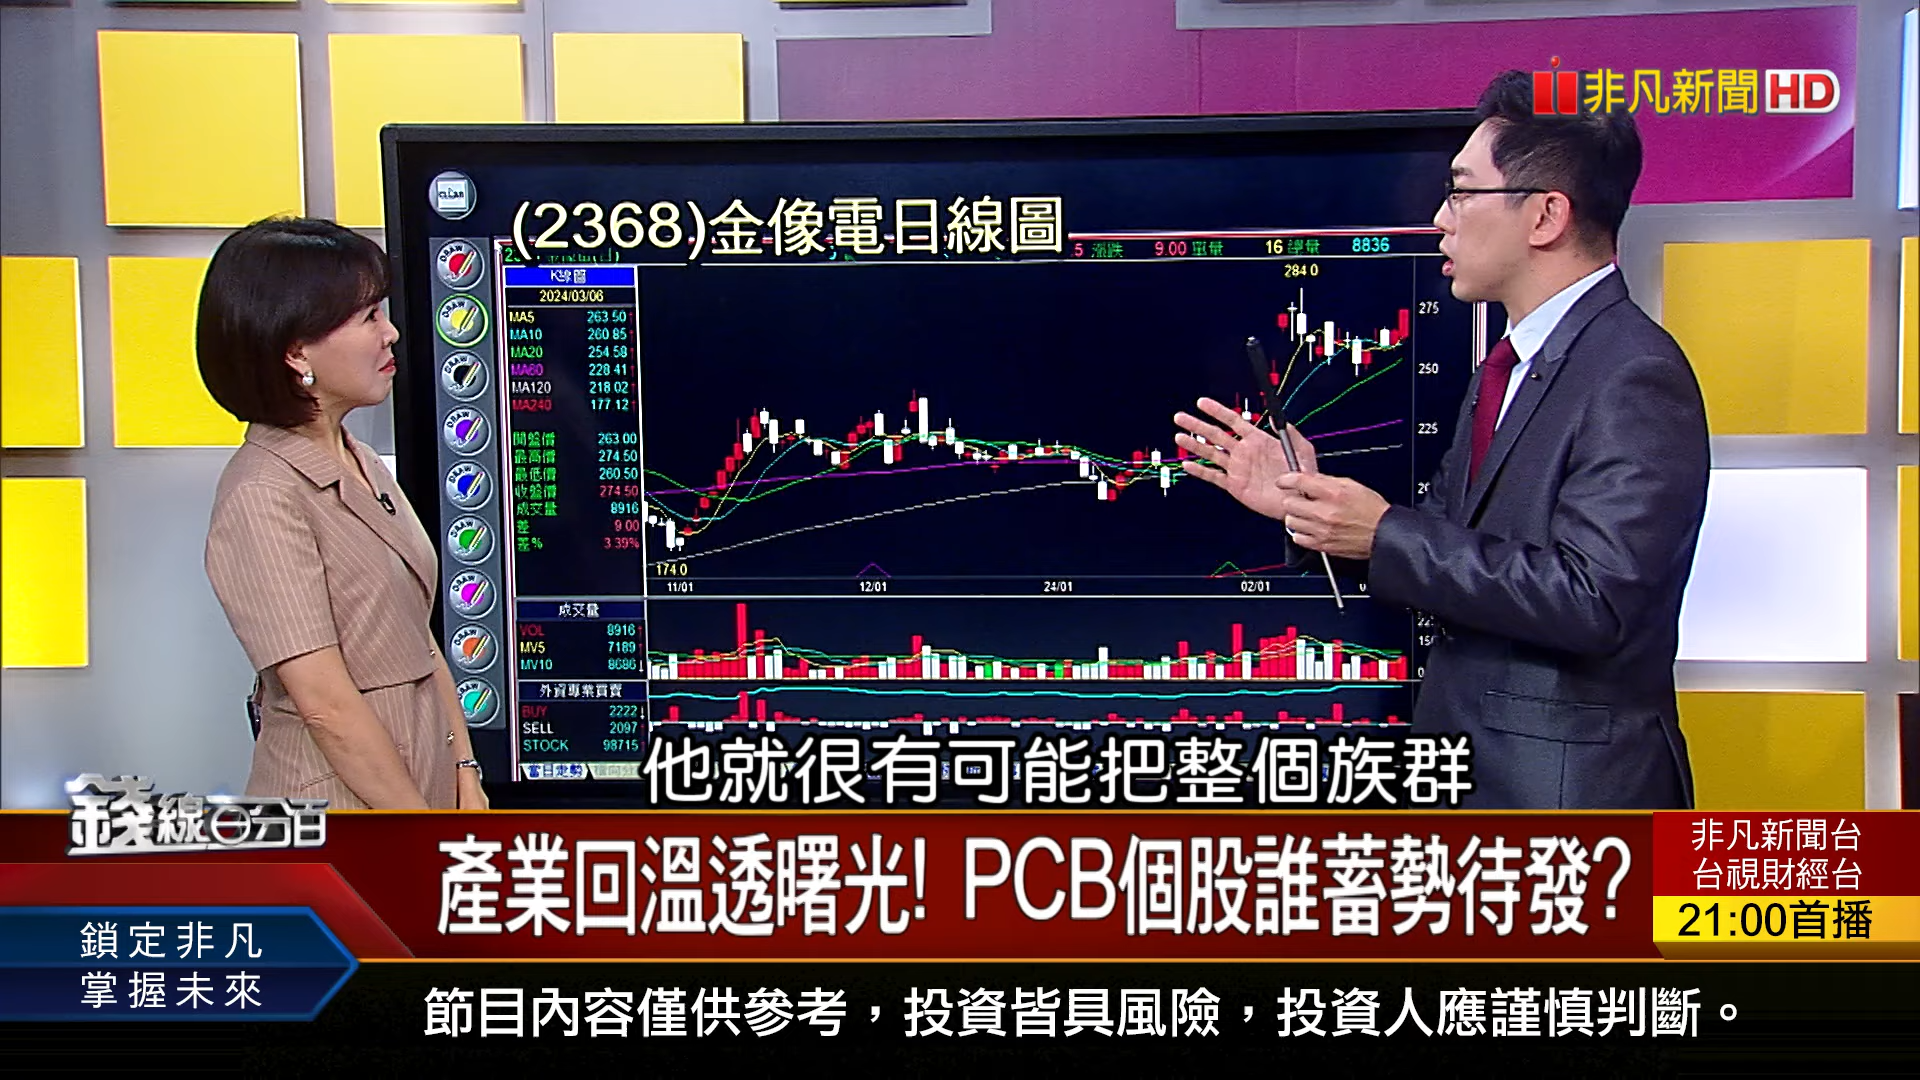 非凡新聞HD
CLEAR
(2368)金像電日線圖
5 漲跌 9.00 單量 16 總量 8836
K線圖
2024/03/06
MA5 263.50↑
MA10 260.85↑
MA20 254.58↑
MA60 228.41↑
MA120 218.02↑
MA240 177.12↑
開盤價 263.00
最高價 274.50
最低價 260.50
收盤價 274.50
成交量 8916
差 9.00
差% 3.39%
284.0
275
250
225
174.0
11/01 12/01 24/01 02/01
成交量
VOL 8916
MV5 7189
MV10 8686↓
外資專業買賣
BUY 2222↓
SELL 2097
STOCK 98715
當日走勢
他就很有可能把整個族群
錢線百分百
產業回溫透曙光! PCB個股誰蓄勢待發?
非凡新聞台
台視財經台
21:00首播
鎖定非凡
掌握未來
節目內容僅供參考，投資皆具風險，投資人應謹慎判斷。